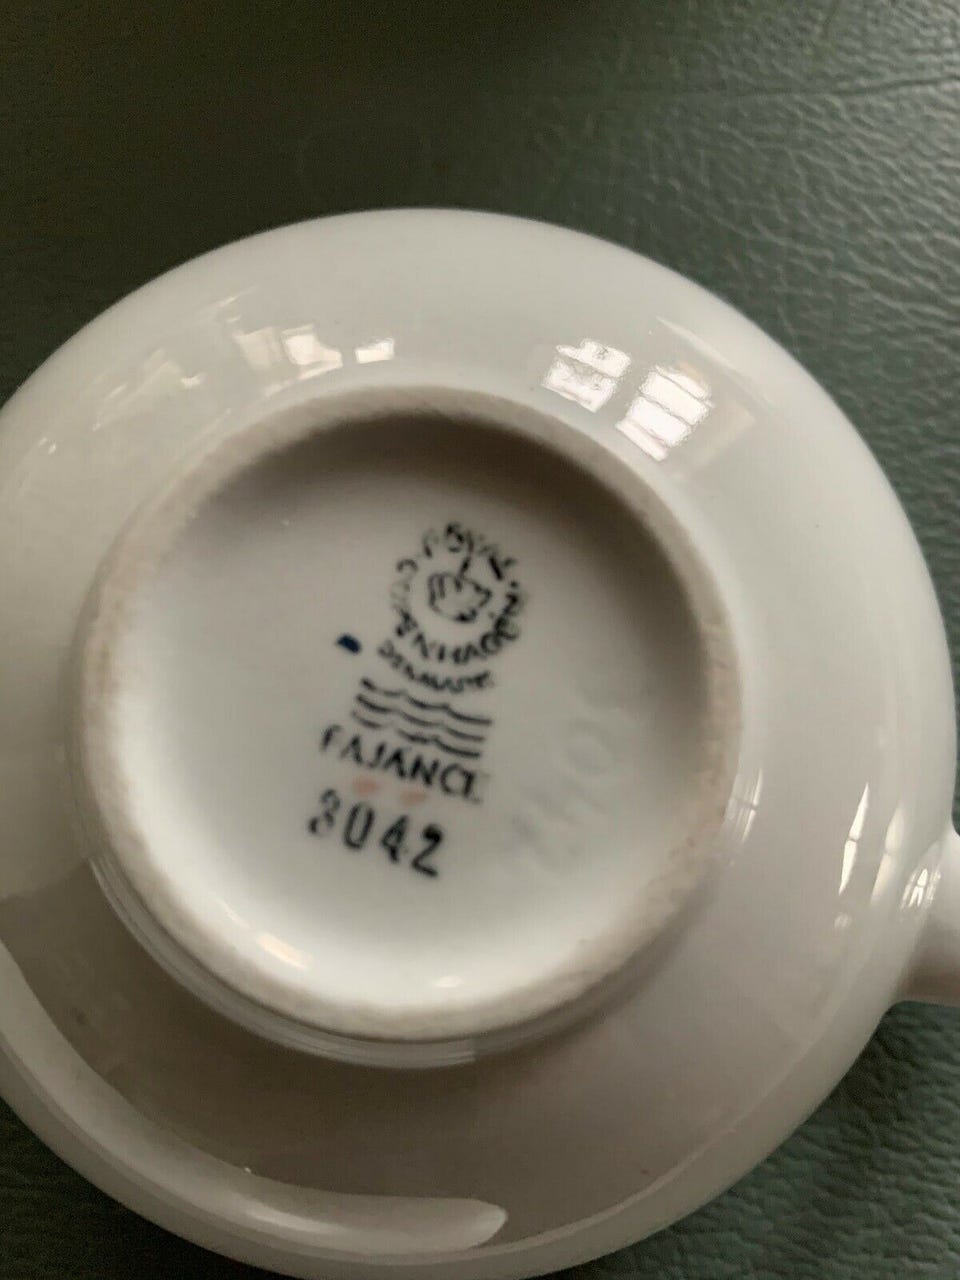 ROYAL
COPENHAGEN
DENMARK
FAJANCE
3042